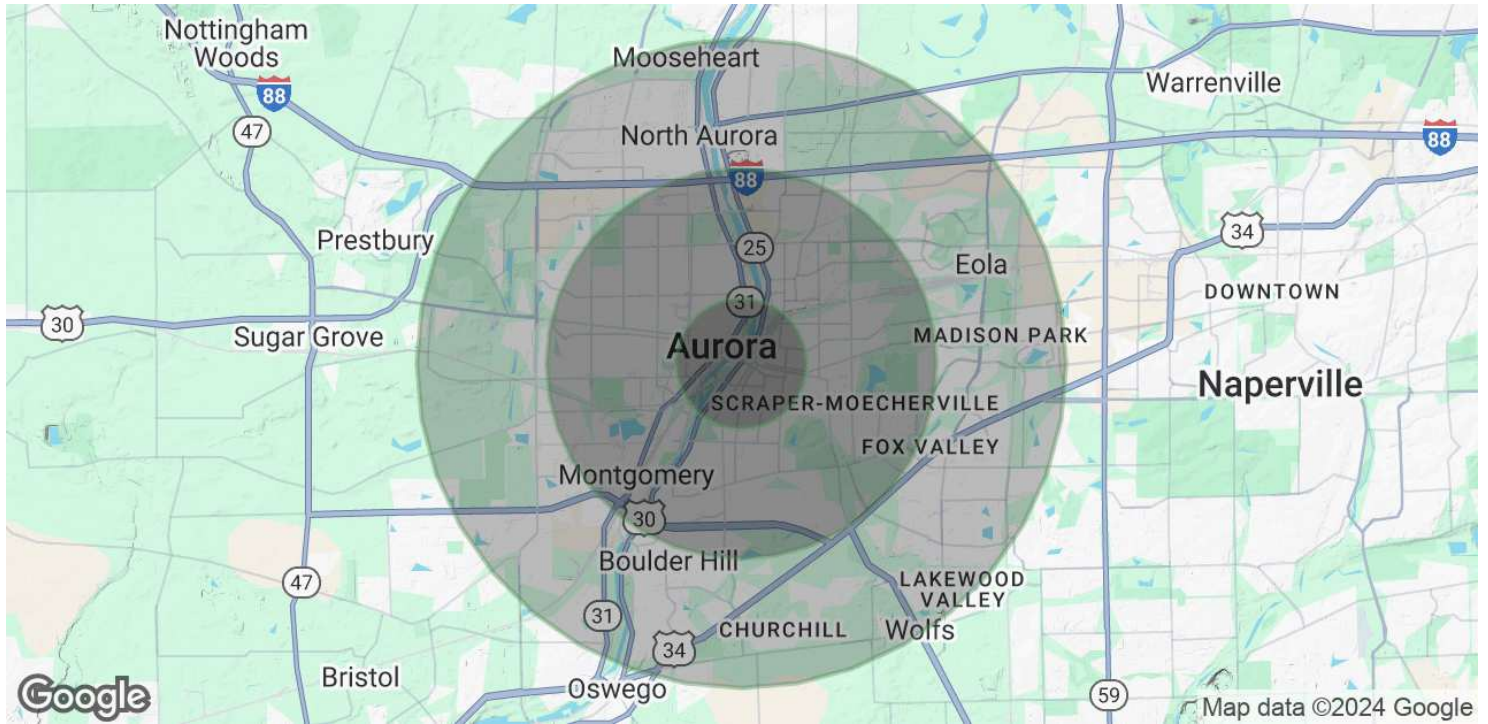 Nottingham
Woods
Mooseheart
Warrenville
88
47
North Aurora
88
88
Prestbury
25
34
Eola
DOWNTOWN
31
30
Sugar Grove
Aurora
MADISON PARK
Naperville
SCRAPER-MOECHERVILLE
FOX VALLEY
Montgomery
30
Boulder Hill
47
LAKEWOOD
VALLEY
31
CHURCHILL
Wolfs
34
Bristol
Oswego
59
Google
Map data ©2024 Google